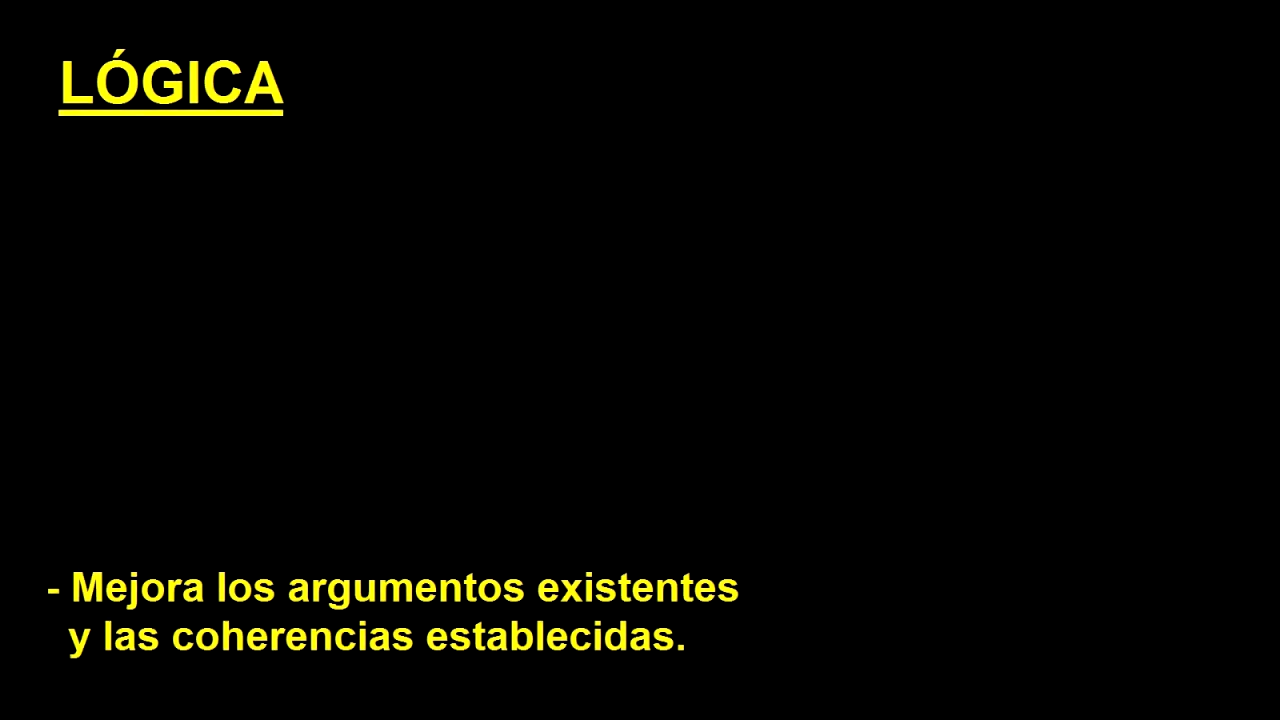 LÓGICA
- Mejora los argumentos existentes
y las coherencias establecidas.